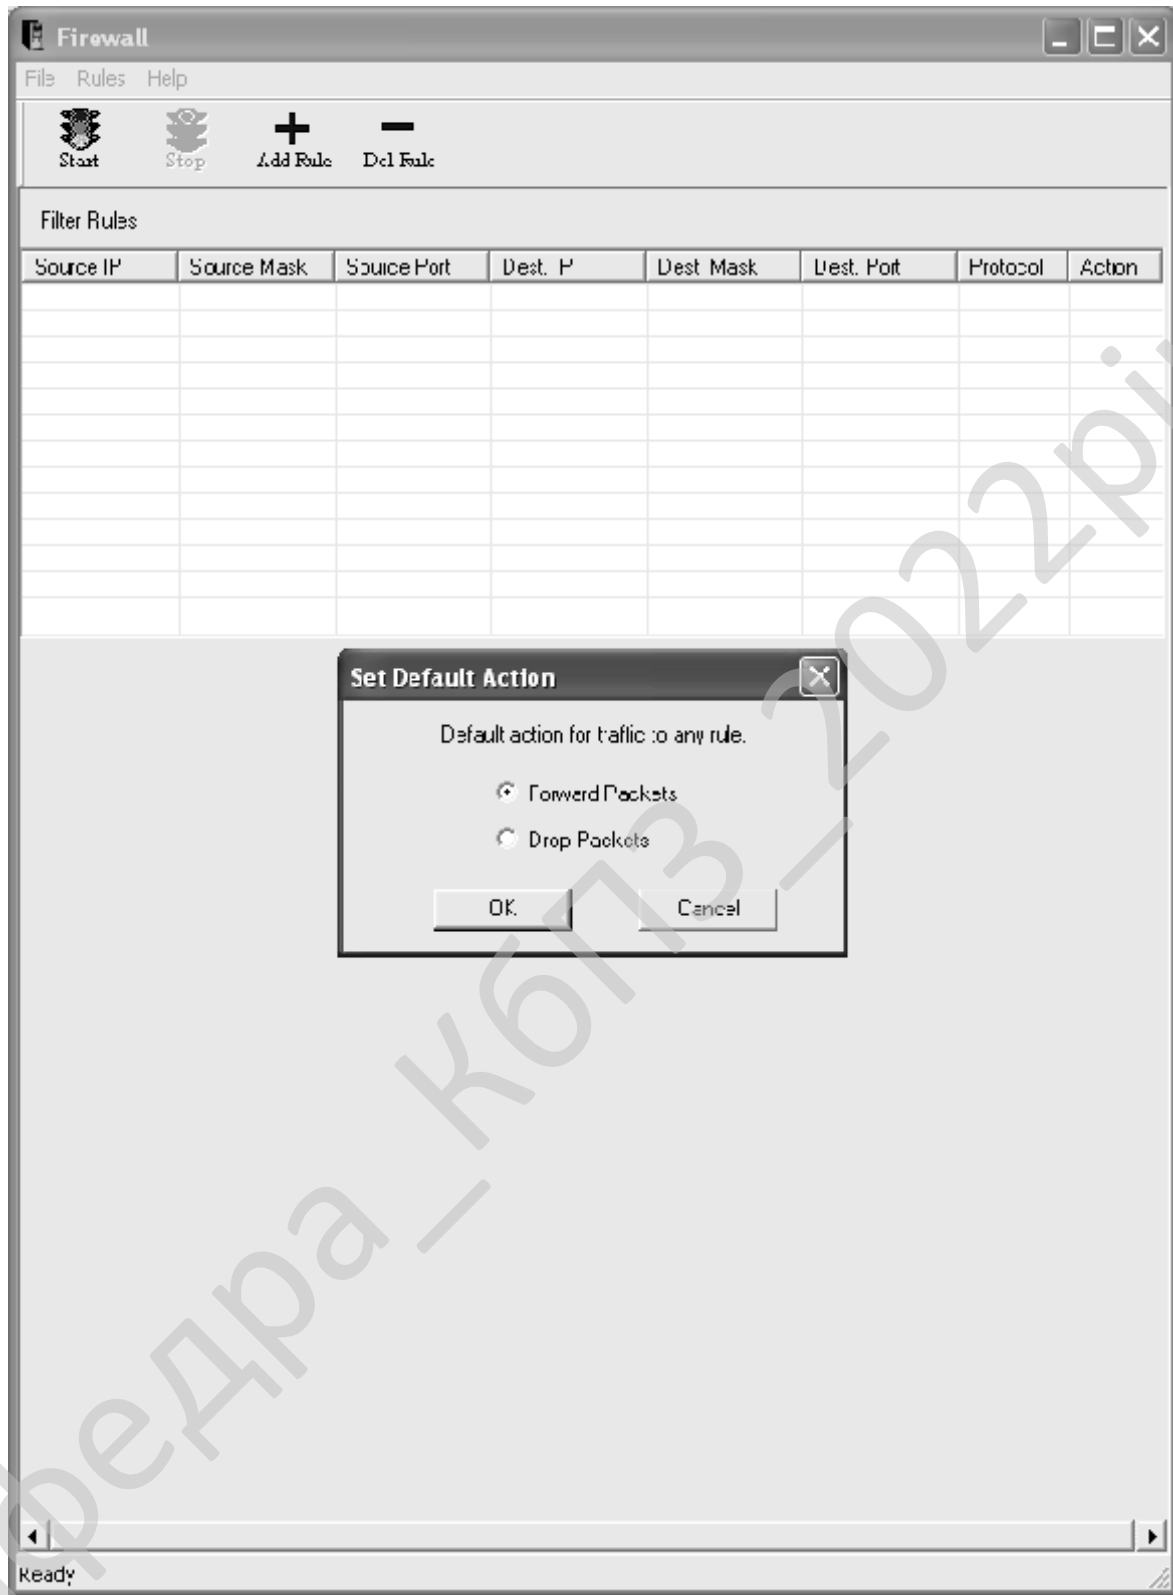 Firewall
File Rules Help
Start Stop Add Rule Del Rule
Filter Rules
Source IP Source Mask Source Port Dest. IP Dest. Mask Dest. Port Protocol Action
Set Default Action
Default action for traffic to any rule.
Forward Packets
Drop Packets
OK Cancel
Ready
федра_КбПЗ_2022рі